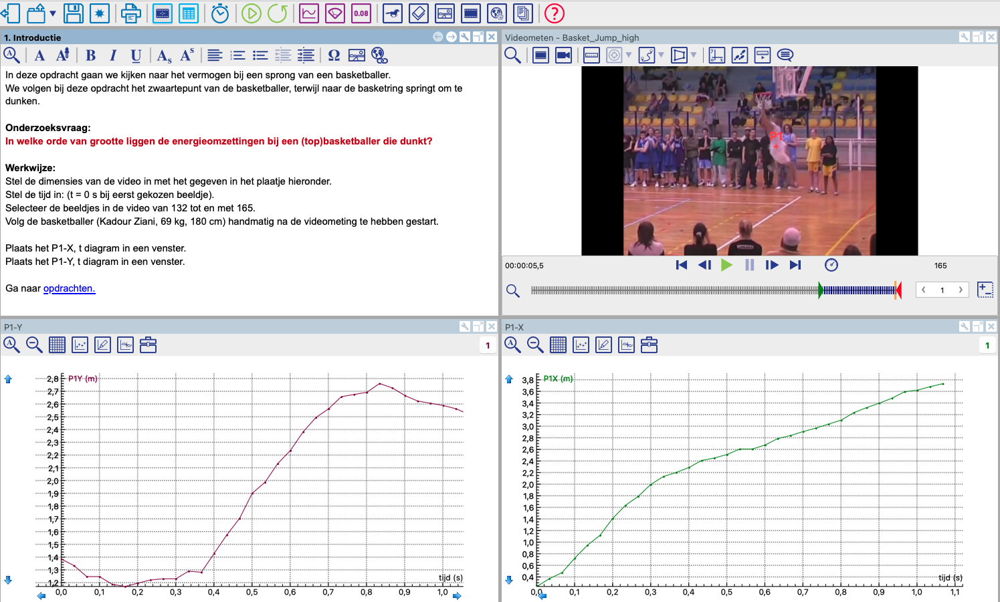 0.08
?
1. Introductie
A A A B I U As As Ω
In deze opdracht gaan we kijken naar het vermogen bij een sprong van een basketballer.
We volgen bij deze opdracht het zwaartepunt van de basketballer, terwijl naar de basketring springt om te
dunken.
Onderzoeksvraag:
In welke orde van grootte liggen de energieomzettingen bij een (top)basketballer die dunkt?
Werkwijze:
Stel de dimensies van de video in met het gegeven in het plaatje hieronder.
Stel de tijd in: (t = 0 s bij eerst gekozen beeldje).
Selecteer de beeldjes in de video van 132 tot en met 165.
Volg de basketballer (Kadour Ziani, 69 kg, 180 cm) handmatig na de videometing te hebben gestart.
Plaats het P1-X, t diagram in een venster.
Plaats het P1-Y, t diagram in een venster.
Ga naar opdrachten.
Videometen - Basket_Jump_high
P1
00:00:05,5
165
1
P1-Y
1
P1Y (m)
2,8
2,7
2,6
2,5
2,4
2,3
2,2
2,1
2,0
1,9
1,8
1,7
1,6
1,5
1,4
1,3
1,2
tijd (s)
0,0 0,1 0,2 0,3 0,4 0,5 0,6 0,7 0,8 0,9 1,0
P1-X
1
P1X (m)
3,8
3,6
3,4
3,2
3,0
2,8
2,6
2,4
2,2
2,0
1,8
1,6
1,4
1,2
1,0
0,8
0,6
0,4
tijd (s)
0,0 0,1 0,2 0,3 0,4 0,5 0,6 0,7 0,8 0,9 1,0 1,1